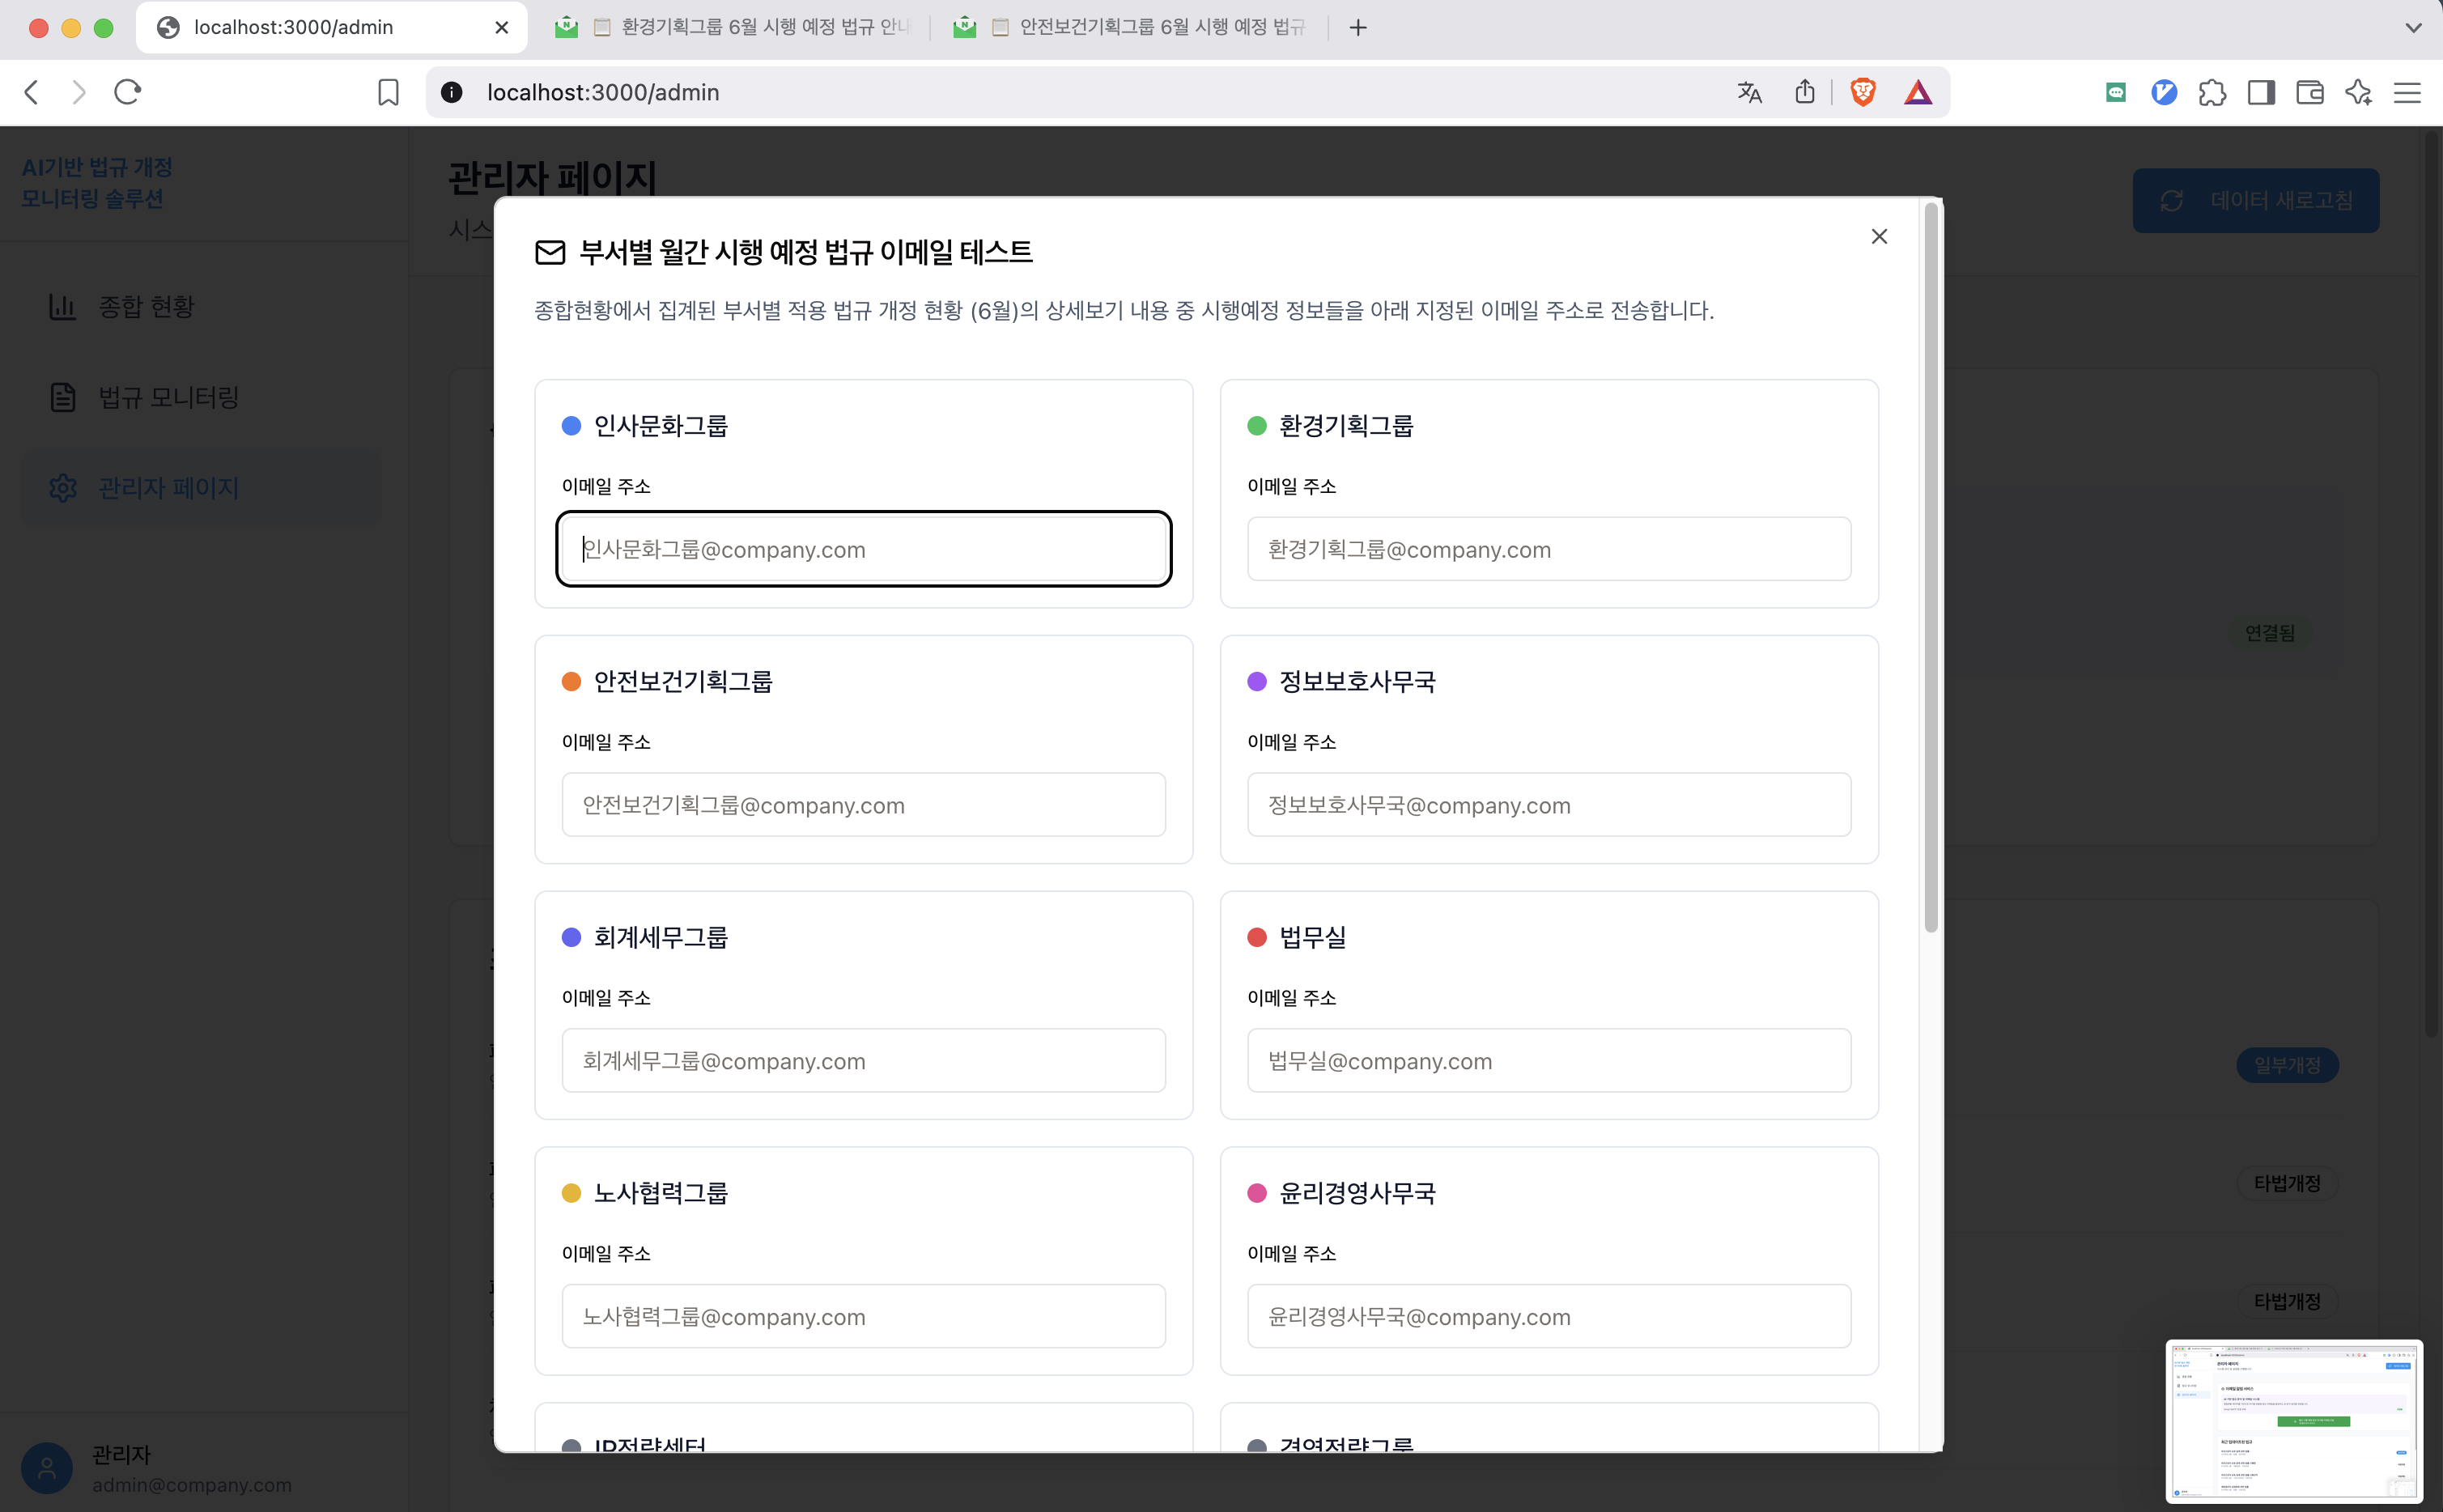 localhost:3000/admin
환경기획그룹 6월 시행 예정 법규 안내
안전보건기획그룹 6월 시행 예정 법규
localhost:3000/admin
AI기반 법규 개정
모니터링 솔루션
종합 현황
법규 모니터링
관리자 페이지
관리자
admin@company.com
관리자 페이지
시스
데이터 새로고침
부서별 월간 시행 예정 법규 이메일 테스트
종합현황에서 집계된 부서별 적용 법규 개정 현황 (6월)의 상세보기 내용 중 시행예정 정보들을 아래 지정된 이메일 주소로 전송합니다.
인사문화그룹
이메일 주소
인사문화그룹@company.com
환경기획그룹
이메일 주소
환경기획그룹@company.com
안전보건기획그룹
이메일 주소
안전보건기획그룹@company.com
정보보호사무국
이메일 주소
정보보호사무국@company.com
회계세무그룹
이메일 주소
회계세무그룹@company.com
법무실
이메일 주소
법무실@company.com
노사협력그룹
이메일 주소
노사협력그룹@company.com
윤리경영사무국
이메일 주소
윤리경영사무국@company.com
IP전략센터
경영전략그룹
연결됨
일부개정
타법개정
타법개정